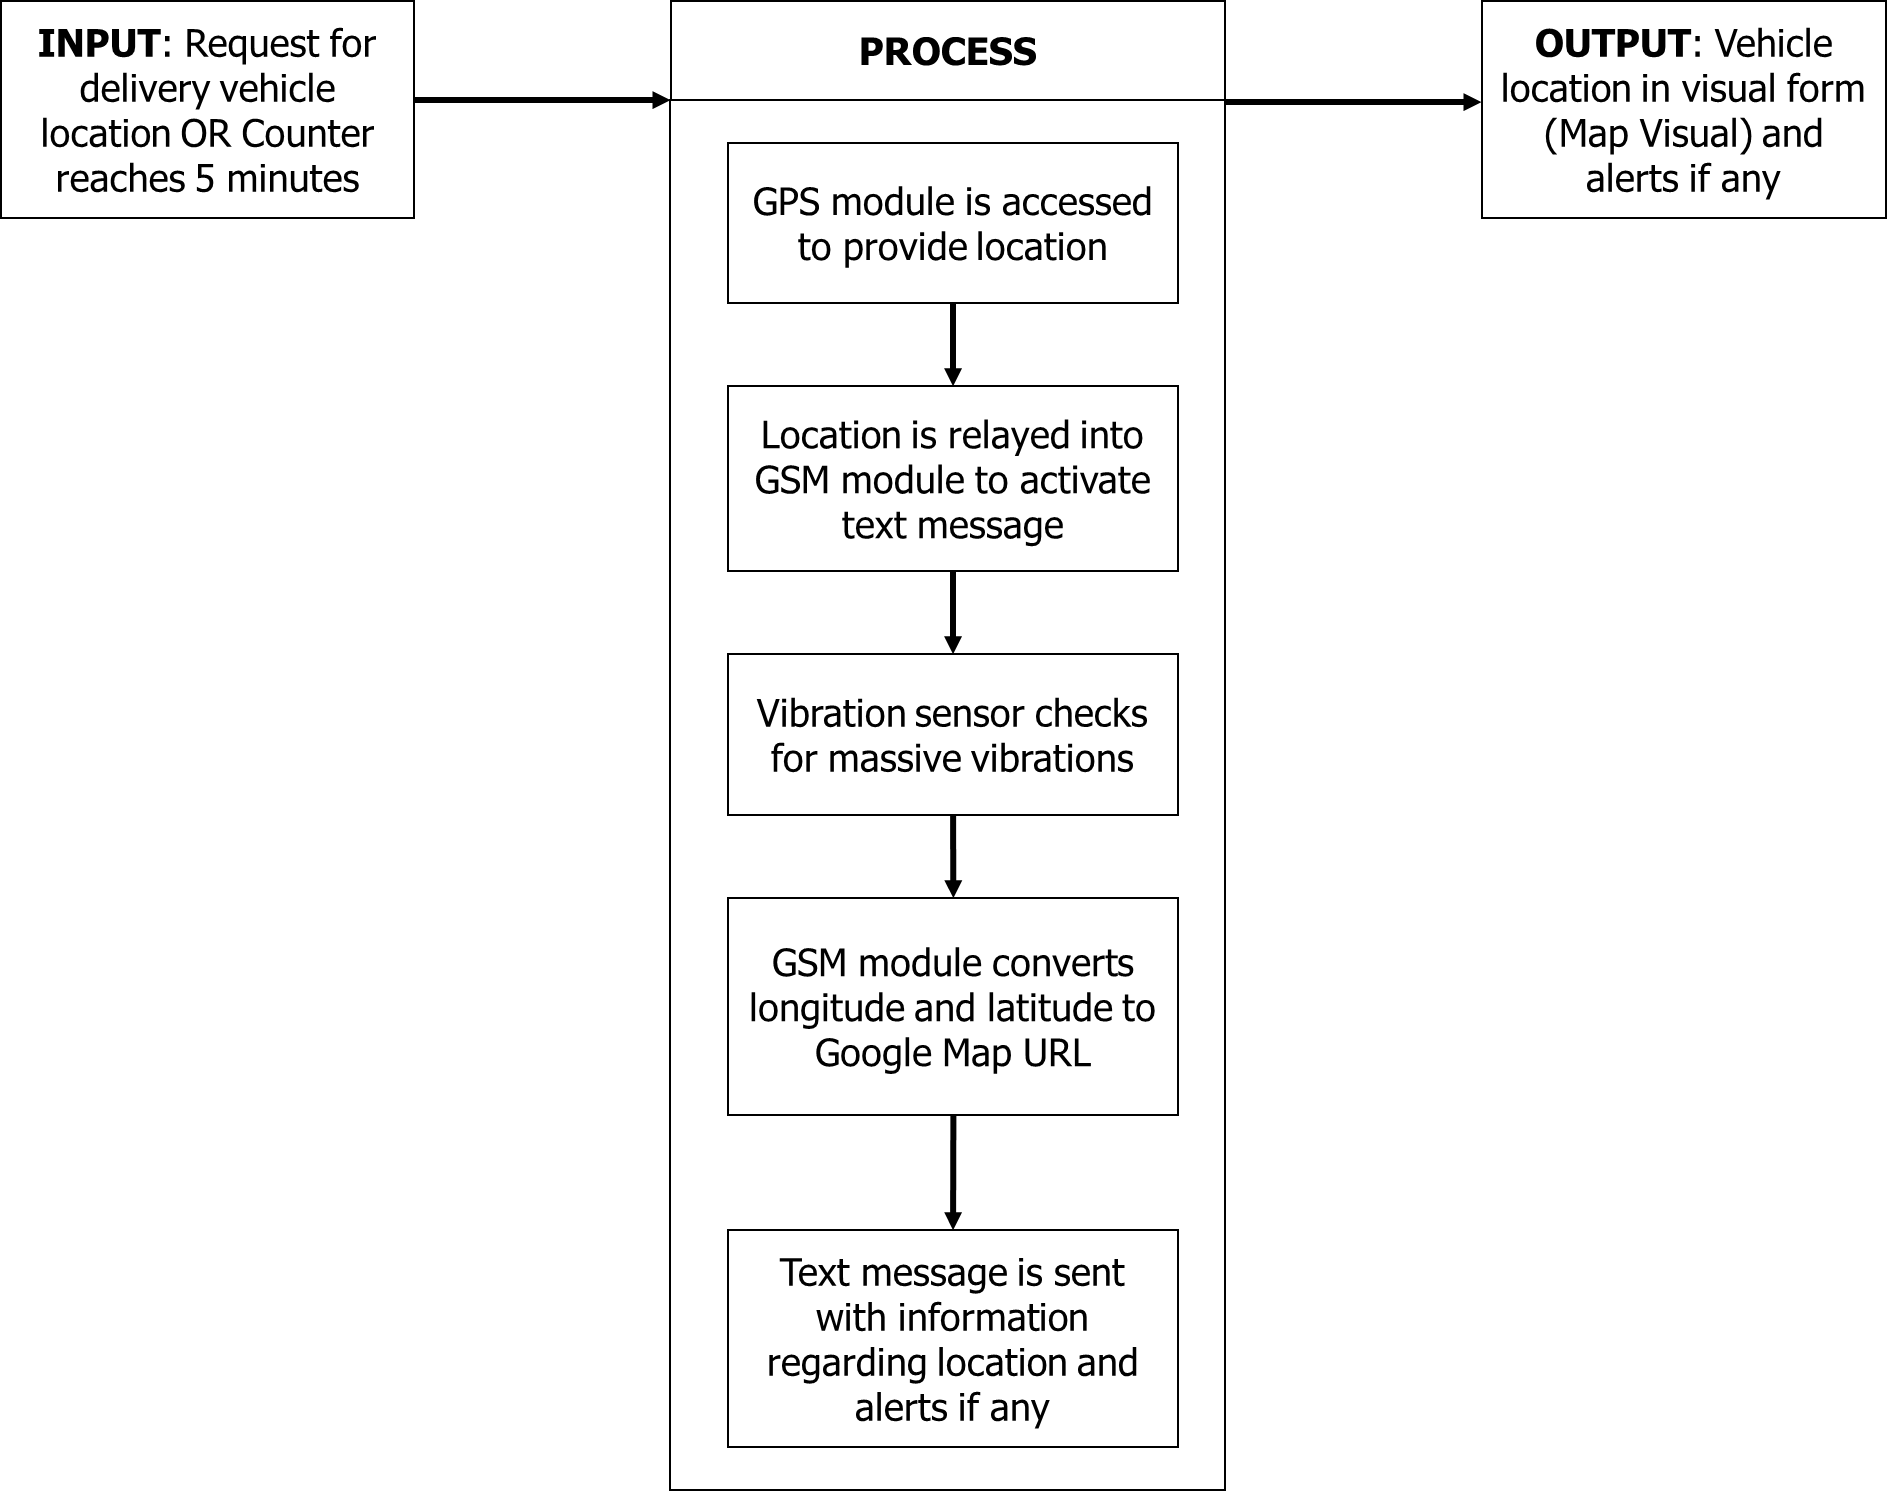 INPUT: Request for
delivery vehicle
location OR Counter
reaches 5 minutes
PROCESS
GPS module is accessed
to provide location
Location is relayed into
GSM module to activate
text message
Vibration sensor checks
for massive vibrations
GSM module converts
longitude and latitude to
Google Map URL
Text message is sent
with information
regarding location and
alerts if any
OUTPUT: Vehicle
location in visual form
(Map Visual) and
alerts if any